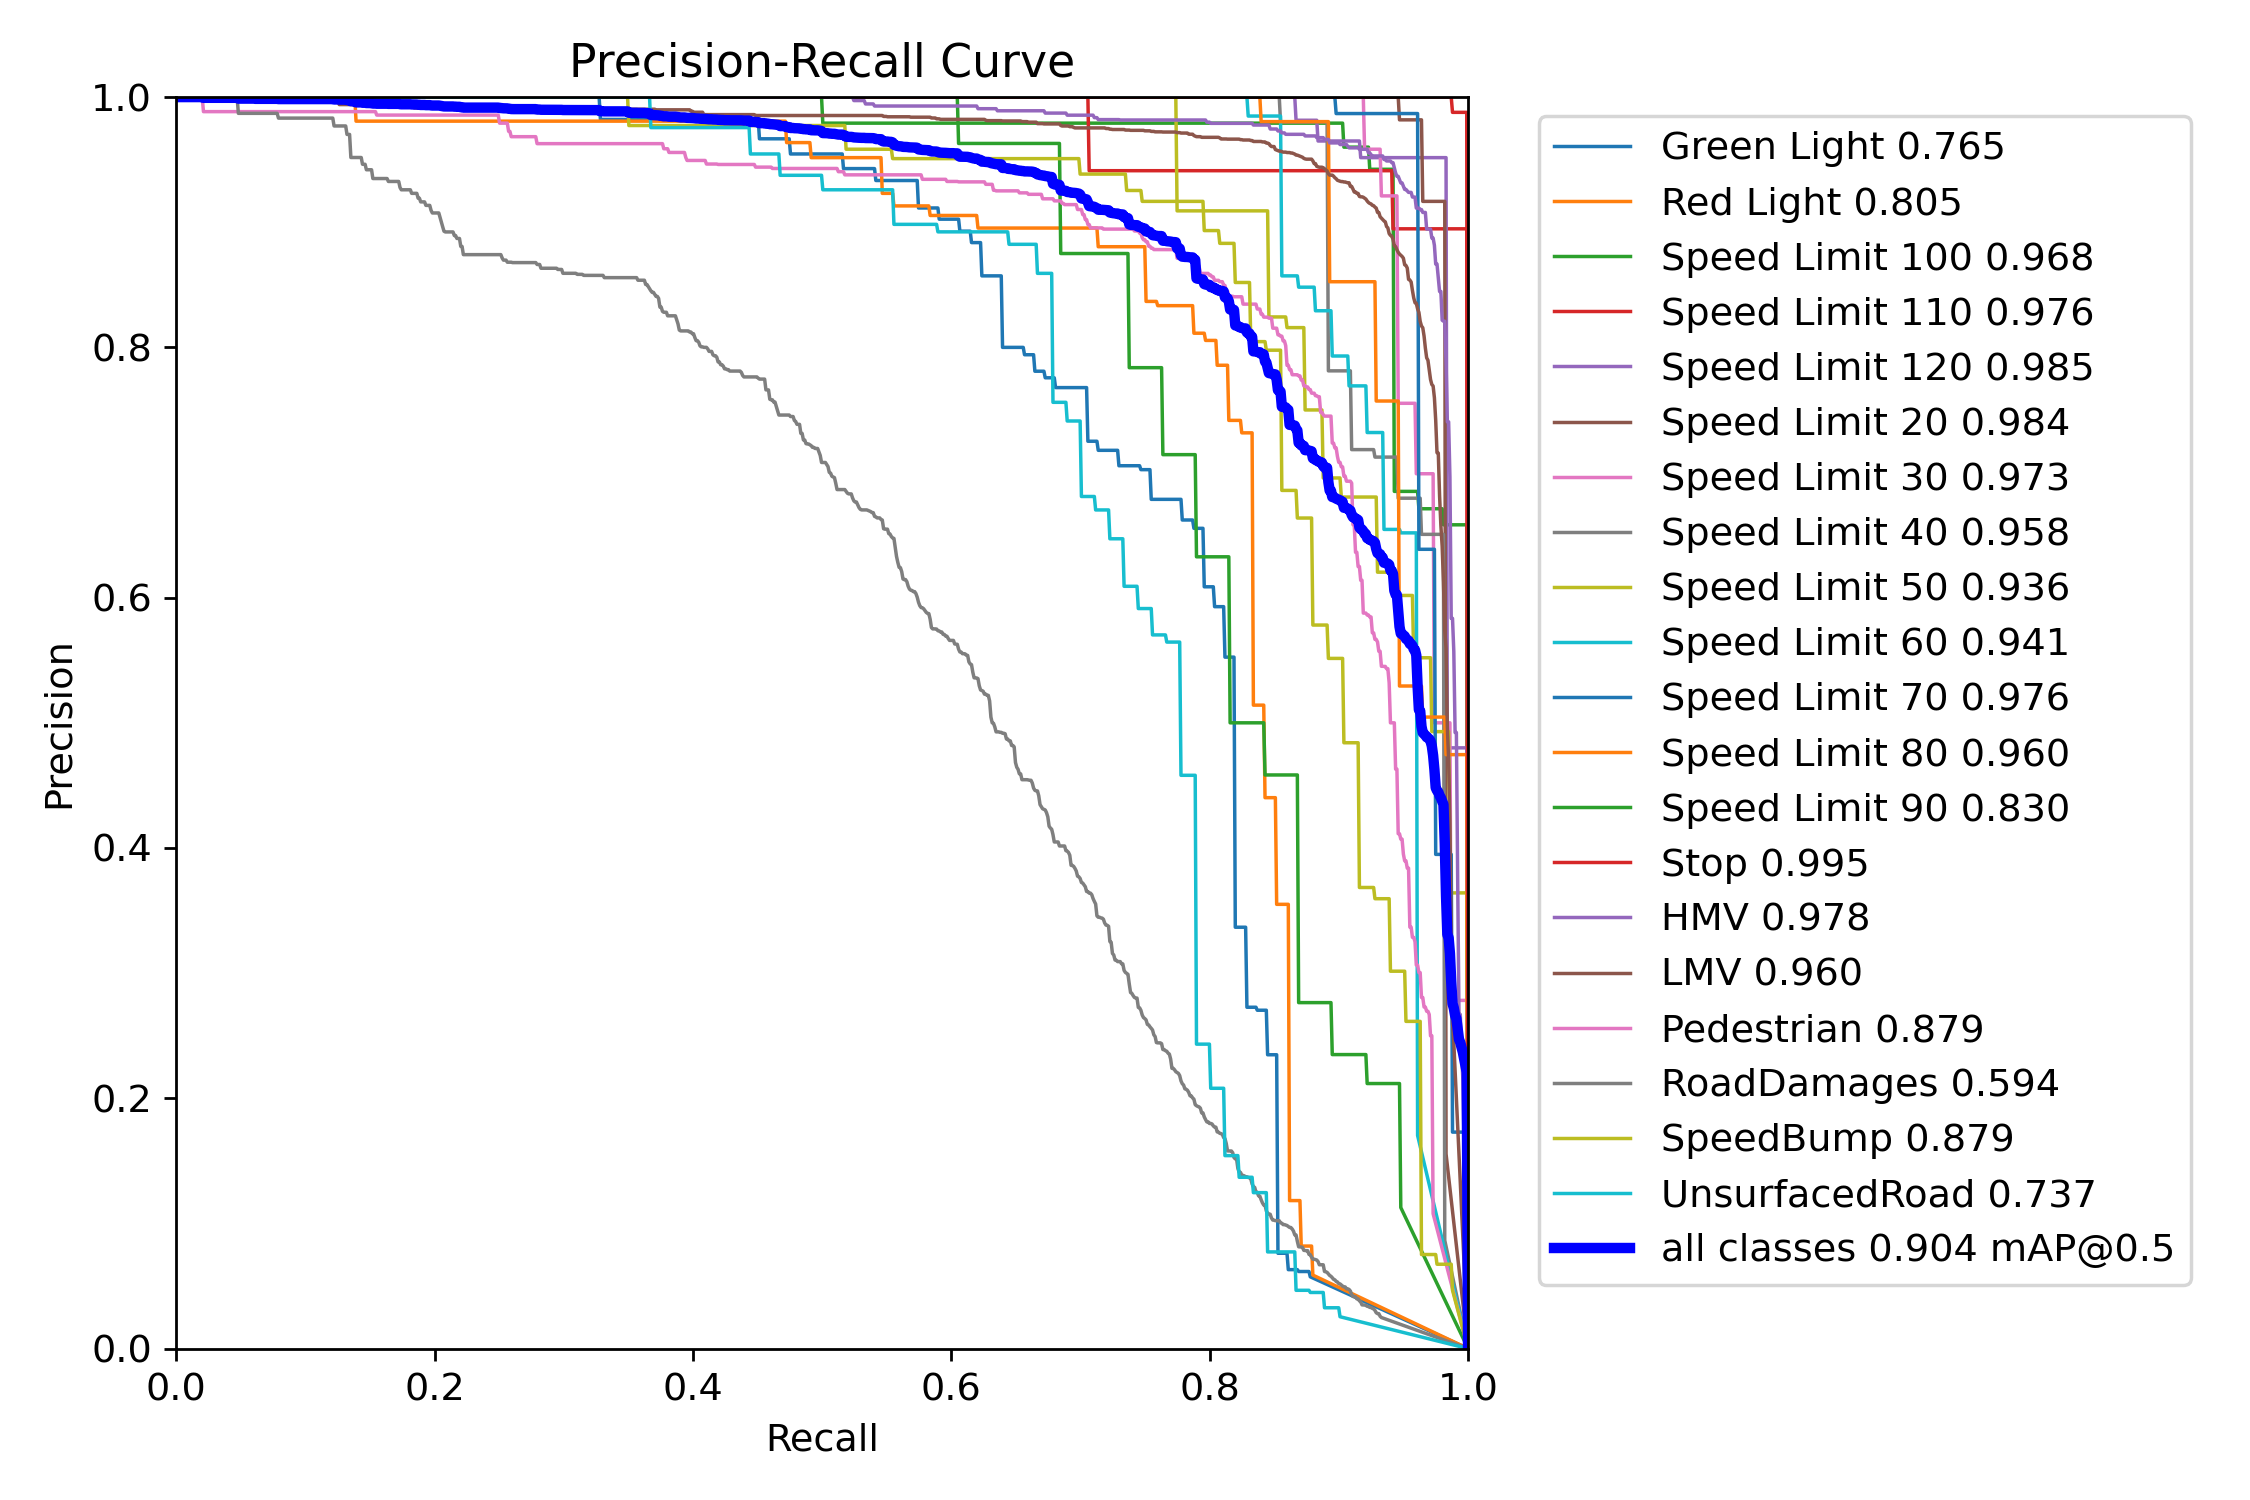 Precision-Recall Curve
1.0
0.8
0.6
0.4
0.2
0.0
Precision
0.0 0.2 0.4 0.6 0.8 1.0
Recall
Green Light 0.765
Red Light 0.805
Speed Limit 100 0.968
Speed Limit 110 0.976
Speed Limit 120 0.985
Speed Limit 20 0.984
Speed Limit 30 0.973
Speed Limit 40 0.958
Speed Limit 50 0.936
Speed Limit 60 0.941
Speed Limit 70 0.976
Speed Limit 80 0.960
Speed Limit 90 0.830
Stop 0.995
HMV 0.978
LMV 0.960
Pedestrian 0.879
RoadDamages 0.594
SpeedBump 0.879
UnsurfacedRoad 0.737
all classes 0.904 mAP@0.5